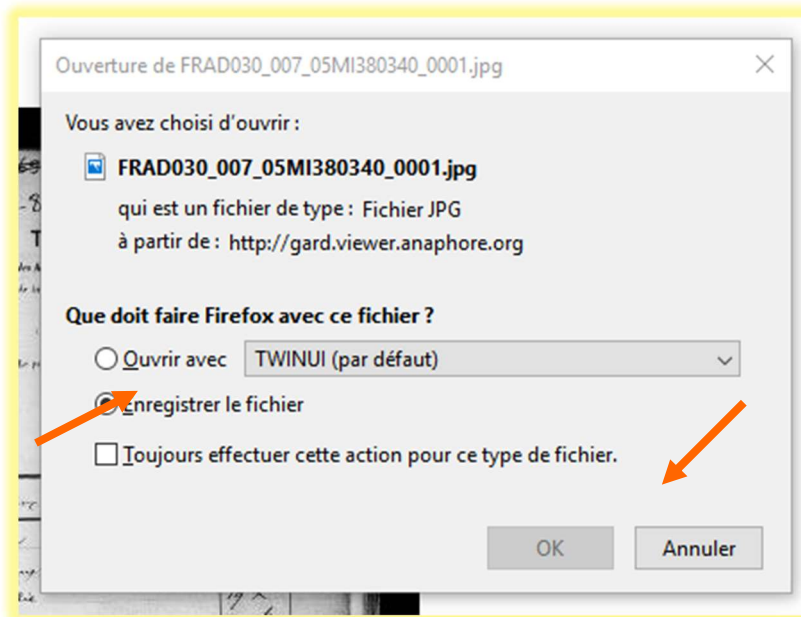 Ouverture de FRAD030_007_05MI380340_0001.jpg
Vous avez choisi d'ouvrir :
FRAD030_007_05MI380340_0001.jpg
qui est un fichier de type : Fichier JPG
à partir de : http://gard.viewer.anaphore.org
Que doit faire Firefox avec ce fichier ?
Ouvrir avec TWINUI (par défaut)
Enregistrer le fichier
Toujours effectuer cette action pour ce type de fichier.
OK Annuler